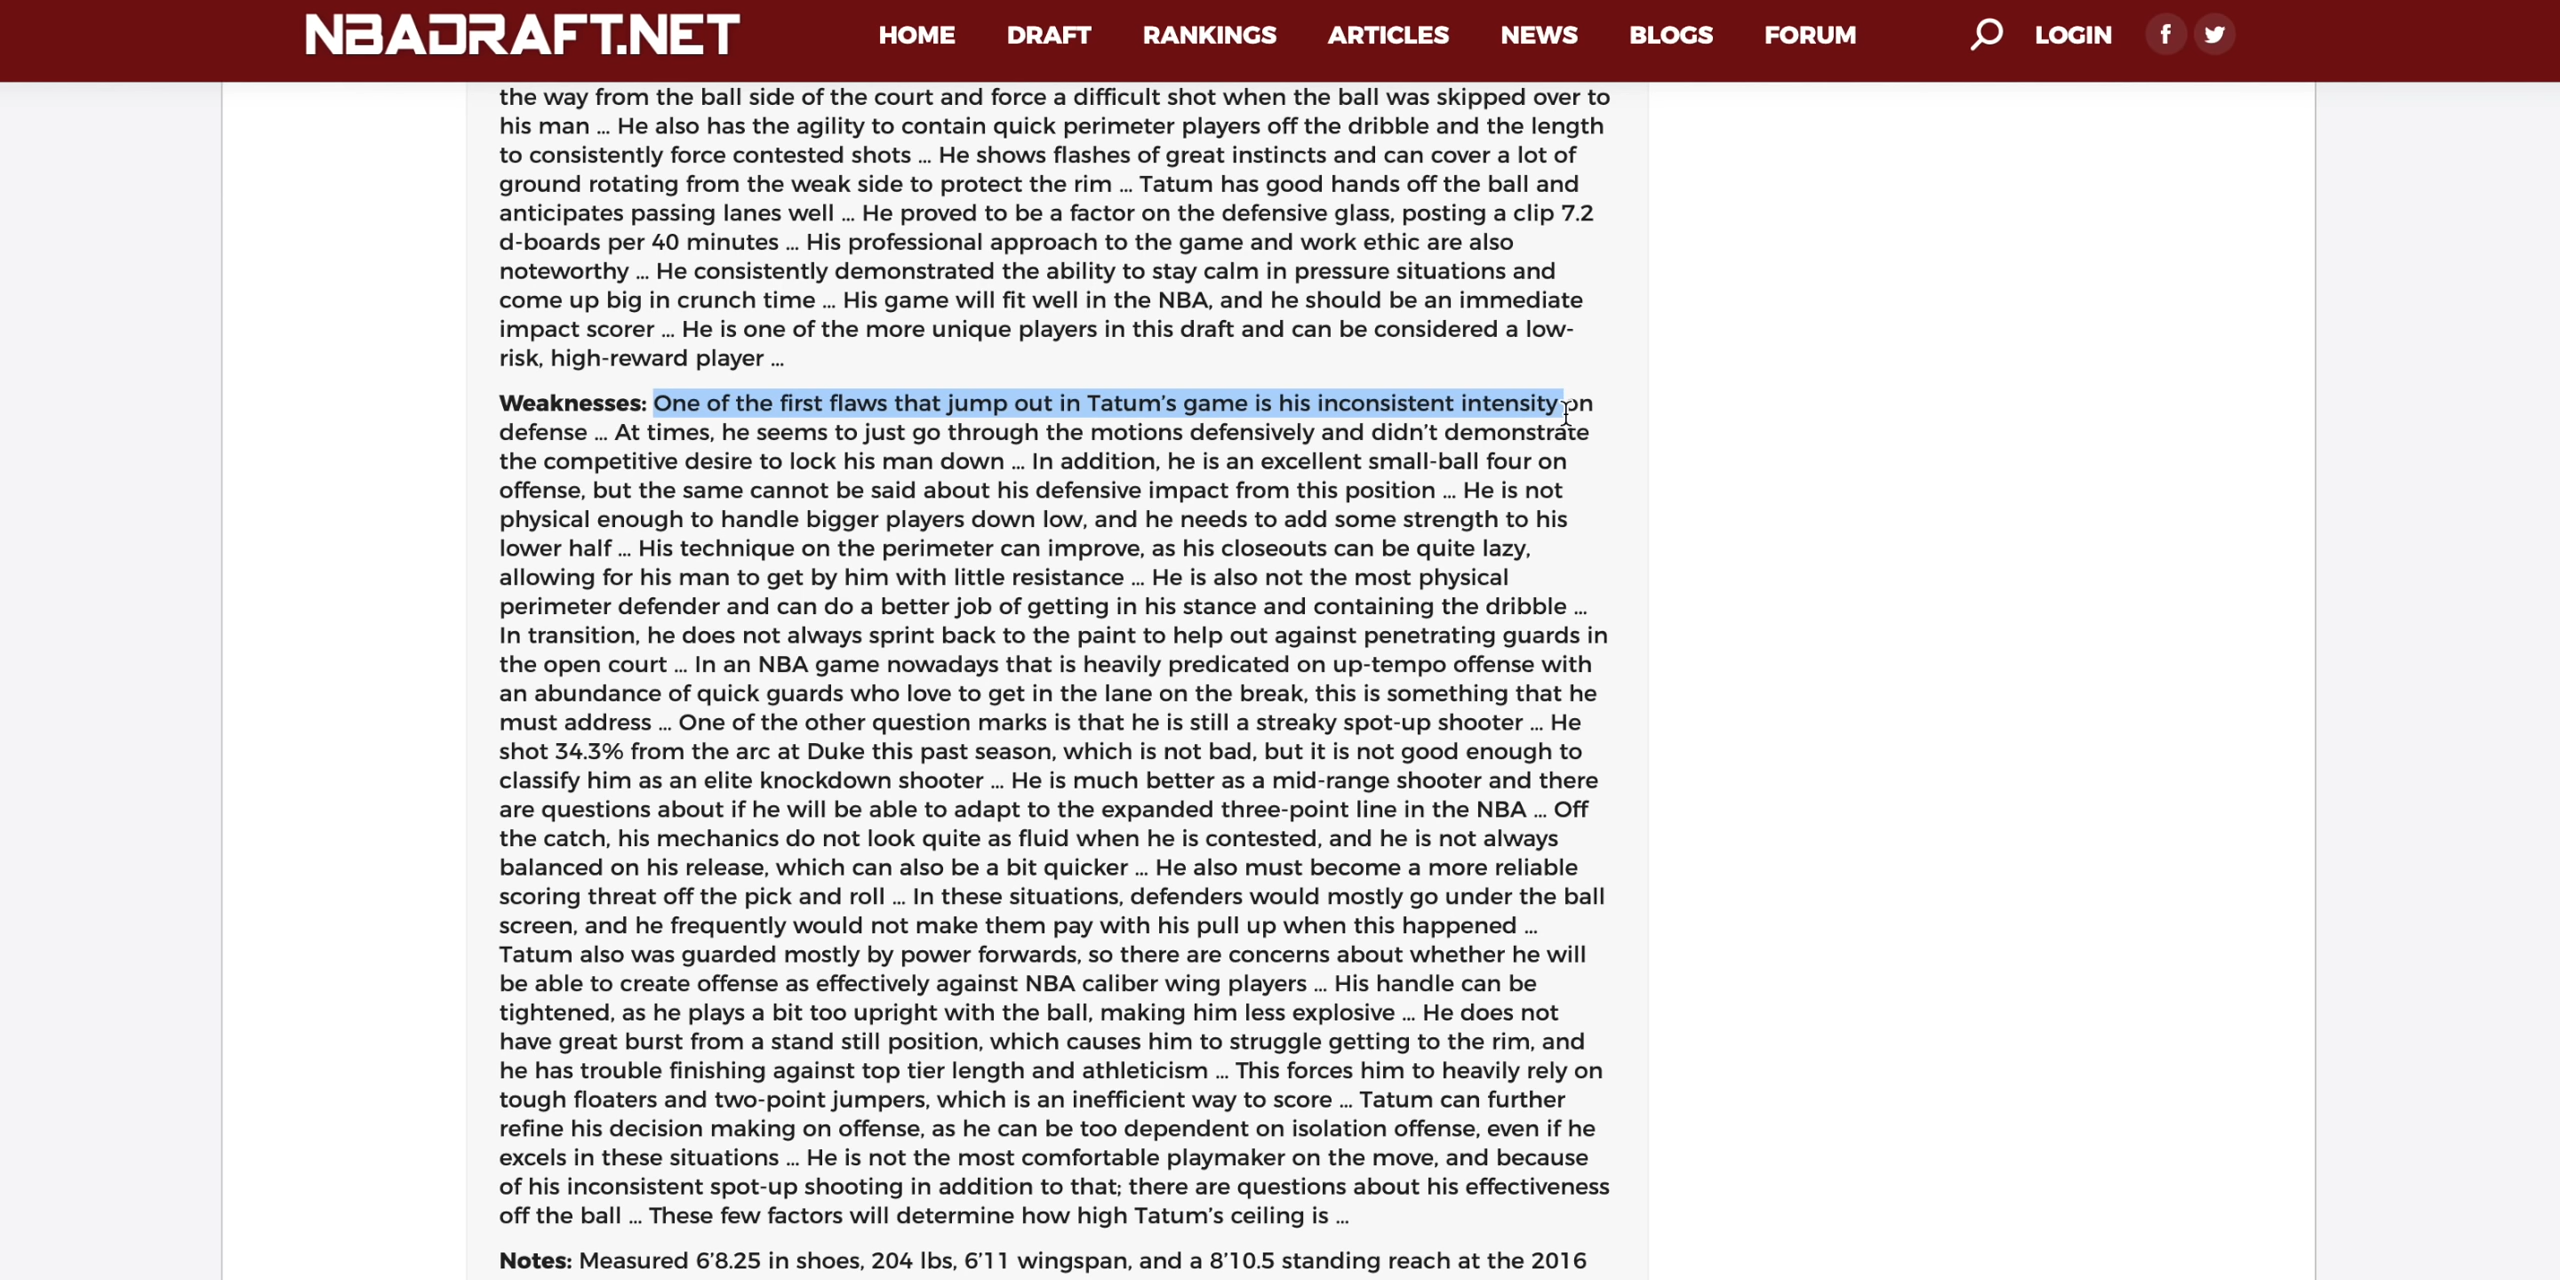 NBADRAFT.NET
HOME DRAFT RANKINGS ARTICLES NEWS BLOGS FORUM LOGIN
the way from the ball side of the court and force a difficult shot when the ball was skipped over to
his man … He also has the agility to contain quick perimeter players off the dribble and the length
to consistently force contested shots … He shows flashes of great instincts and can cover a lot of
ground rotating from the weak side to protect the rim … Tatum has good hands off the ball and
anticipates passing lanes well … He proved to be a factor on the defensive glass, posting a clip 7.2
d-boards per 40 minutes … His professional approach to the game and work ethic are also
noteworthy … He consistently demonstrated the ability to stay calm in pressure situations and
come up big in crunch time … His game will fit well in the NBA, and he should be an immediate
impact scorer … He is one of the more unique players in this draft and can be considered a low-
risk, high-reward player …
Weaknesses: One of the first flaws that jump out in Tatum’s game is his inconsistent intensity on
defense … At times, he seems to just go through the motions defensively and didn’t demonstrate
the competitive desire to lock his man down … In addition, he is an excellent small-ball four on
offense, but the same cannot be said about his defensive impact from this position … He is not
physical enough to handle bigger players down low, and he needs to add some strength to his
lower half … His technique on the perimeter can improve, as his closeouts can be quite lazy,
allowing for his man to get by him with little resistance … He is also not the most physical
perimeter defender and can do a better job of getting in his stance and containing the dribble …
In transition, he does not always sprint back to the paint to help out against penetrating guards in
the open court … In an NBA game nowadays that is heavily predicated on up-tempo offense with
an abundance of quick guards who love to get in the lane on the break, this is something that he
must address … One of the other question marks is that he is still a streaky spot-up shooter … He
shot 34.3% from the arc at Duke this past season, which is not bad, but it is not good enough to
classify him as an elite knockdown shooter … He is much better as a mid-range shooter and there
are questions about if he will be able to adapt to the expanded three-point line in the NBA … Off
the catch, his mechanics do not look quite as fluid when he is contested, and he is not always
balanced on his release, which can also be a bit quicker … He also must become a more reliable
scoring threat off the pick and roll … In these situations, defenders would mostly go under the ball
screen, and he frequently would not make them pay with his pull up when this happened …
Tatum also was guarded mostly by power forwards, so there are concerns about whether he will
be able to create offense as effectively against NBA caliber wing players … His handle can be
tightened, as he plays a bit too upright with the ball, making him less explosive … He does not
have great burst from a stand still position, which causes him to struggle getting to the rim, and
he has trouble finishing against top tier length and athleticism … This forces him to heavily rely on
tough floaters and two-point jumpers, which is an inefficient way to score … Tatum can further
refine his decision making on offense, as he can be too dependent on isolation offense, even if he
excels in these situations … He is not the most comfortable playmaker on the move, and because
of his inconsistent spot-up shooting in addition to that; there are questions about his effectiveness
off the ball … These few factors will determine how high Tatum’s ceiling is …
Notes: Measured 6’8.25 in shoes, 204 lbs, 6’11 wingspan, and a 8’10.5 standing reach at the 2016